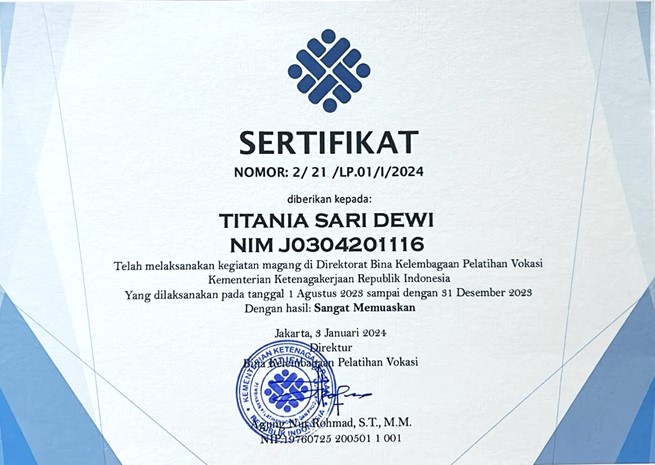 SERTIFIKAT
NOMOR: 2/ 21 /LP.01/I/2024
diberikan kepada:
TITANIA SARI DEWI
NIM J0304201116
Telah melaksanakan kegiatan magang di Direktorat Bina Kelembagaan Pelatihan Vokasi
Kementerian Ketenagakerjaan Republik Indonesia
Yang dilaksanakan pada tanggal 1 Agustus 2023 sampai dengan 31 Desember 2023
Dengan hasil: Sangat Memuaskan
Jakarta, 3 Januari 2024
Direktur
Bina Kelembagaan Pelatihan Vokasi
KEMENTERIAN KETENAGAKERJAAN
REPUBLIK INDONESIA
Agung Nur Rohmad, S.T., M.M.
NIP.19760725 200501 1 001